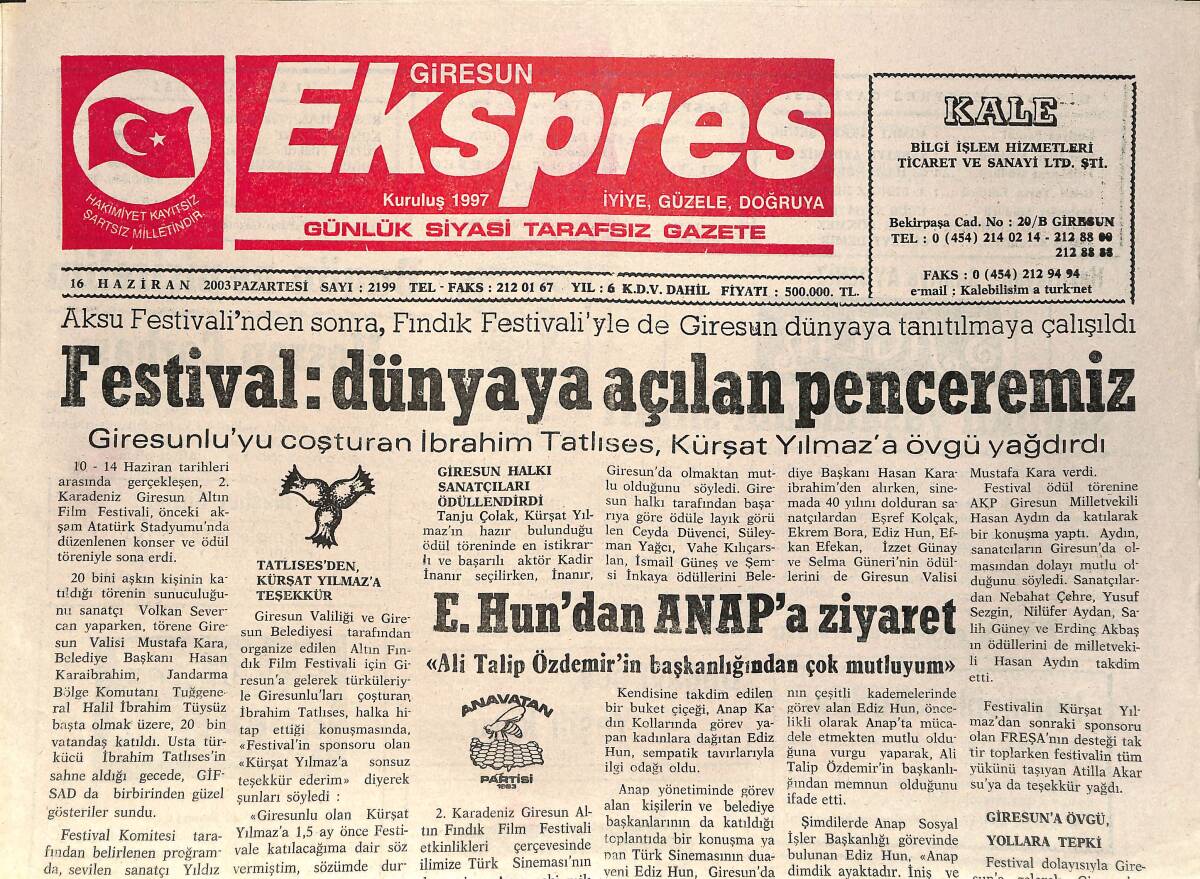 GİRESUN
Ekspres
Kuruluş 1997
İYİYE, GÜZELE, DOĞRUYA
GÜNLÜK SİYASİ TARAFSIZ GAZETE
HAKİMİYET KAYITSIZ
ŞARTSIZ MİLLETİNDİR.
KALE
BİLGİ İŞLEM HİZMETLERİ
TİCARET VE SANAYİ LTD. ŞTİ.
Bekirpaşa Cad. No : 20/B GİRESUN
TEL : 0 (454) 214 02 14 - 212 88 00
212 88 88
FAKS : 0 (454) 212 94 94
e-mail : Kalebilisim a turk-net
16 HAZİRAN 2003 PAZARTESİ SAYI : 2199 TEL - FAKS : 212 01 67 YIL : 6 K.D.V. DAHİL FİYATI : 500.000. TL.
Aksu Festivali'nden sonra, Fındık Festivali'yle de Giresun dünyaya tanıtılmaya çalışıldı
Festival: dünyaya açılan penceremiz
Giresunlu'yu coşturan İbrahim Tatlıses, Kürşat Yılmaz'a övgü yağdırdı
10 - 14 Haziran tarihleri
arasında gerçekleşen, 2.
Karadeniz Giresun Altın
Film Festivali, önceki ak-
şam Atatürk Stadyumu'nda
düzenlenen konser ve ödül
töreniyle sona erdi.
20 bini aşkın kişinin ka-
tıldığı törenin sunuculuğu-
nu sanatçı Volkan Sever-
can yaparken, törene Gire-
sun Valisi Mustafa Kara,
Belediye Başkanı Hasan
Karaibrahim, Jandarma
Bölge Komutanı Tuğgene-
ral Halil İbrahim Tüysüz
başta olmak üzere, 20 bin
vatandaş katıldı. Usta tür-
kücü İbrahim Tatlıses'in
sahne aldığı gecede, GİF-
SAD da birbirinden güzel
gösteriler sundu.
Festival Komitesi tara-
fından belirlenen program-
da, sevilen sanatçı Yıldız
TATLISES'DEN,
KÜRŞAT YILMAZ'A
TEŞEKKÜR
Giresun Valiliği ve Gire-
sun Belediyesi tarafından
organize edilen Altın Fın-
dık Film Festivali için Gi-
resun'a gelerek türküleriy-
le Giresunlu'ları coşturan,
İbrahim Tatlıses, halka hi-
tap ettiği konuşmasında,
«Festival'in sponsoru olan
«Kürşat Yılmaz'a sonsuz
teşekkür ederim» diyerek
şunları söyledi :
«Giresunlu olan Kürşat
Yılmaz'a 1,5 ay önce Festi-
vale katılacağıma dair söz
vermiştim, sözümde dur-
GİRESUN HALKI
SANATÇILARI
ÖDÜLLENDİRDİ
Tanju Çolak, Kürşat Yıl-
maz'ın hazır bulunduğu
ödül töreninde en istikrar-
lı ve başarılı aktör Kadir
İnanır seçilirken, İnanır,
Giresun'da olmaktan mut-
lu olduğunu söyledi. Gire-
sun halkı tarafından başa-
rıya göre ödüle layık görü
len Ceyda Düvenci, Süley-
man Yağcı, Vahe Kılıçars-
lan, İsmail Güneş ve Şem-
si İnkaya ödüllerini Bele-
diye Başkanı Hasan Kara-
ibrahim'den alırken, sine-
mada 40 yılını dolduran sa-
natçılardan Eşref Kolçak,
Ekrem Bora, Ediz Hun, Ef-
kan Efekan, İzzet Günay
ve Selma Güneri'nin ödül-
lerini de Giresun Valisi
Mustafa Kara verdi.
Festival ödül törenine
AKP Giresun Milletvekili
Hasan Aydın da katılarak
bir konuşma yaptı. Aydın,
sanatçıların Giresun'da ol-
masından dolayı mutlu ol-
duğunu söyledi. Sanatçılar-
dan Nebahat Çehre, Yusuf
Sezgin, Nilüfer Aydan, Sa-
lih Güney ve Erdinç Akbaş
ın ödüllerini de milletveki-
li Hasan Aydın takdim
etti.
Festivalin Kürşat Yıl-
maz'dan sonraki sponsoru
olan FREŞA'nın desteği tak
tir toplarken festivalin tüm
yükünü taşıyan Atilla Akar
su'ya da teşekkür yağdı.
GİRESUN'A ÖVGÜ,
YOLLARA TEPKİ
Festival dolayısıyla Gire-
E. Hun'dan ANAP'a ziyaret
«Ali Talip Özdemir'in başkanlığından çok mutluyum»
ANAVATAN
PARTİSİ
1983
2. Karadeniz Giresun Al-
tın Fındık Film Festivali
etkinlikleri çerçevesinde
ilimize Türk Sineması'nın
Kendisine takdim edilen
bir buket çiçeği, Anap Ka-
dın Kollarında görev ya-
pan kadınlara dağıtan Ediz
Hun, sempatik tavırlarıyla
ilgi odağı oldu.
Anap yönetiminde görev
alan kişilerin ve belediye
başkanlarının da katıldığı
toplantıda bir konuşma ya
pan Türk Sinemasının dua-
yeni Ediz Hun, Giresun'da
nın çeşitli kademelerinde
görev alan Ediz Hun, önce-
likli olarak Anap'ta müca-
dele etmekten mutlu oldu-
ğuna vurgu yaparak, Ali
Talip Özdemir'in başkanlı-
ğından memnun olduğunu
ifade etti.
Şimdilerde Anap Sosyal
İşler Başkanlığı görevinde
bulunan Ediz Hun, «Anap
dimdik ayaktadır. İniş ve